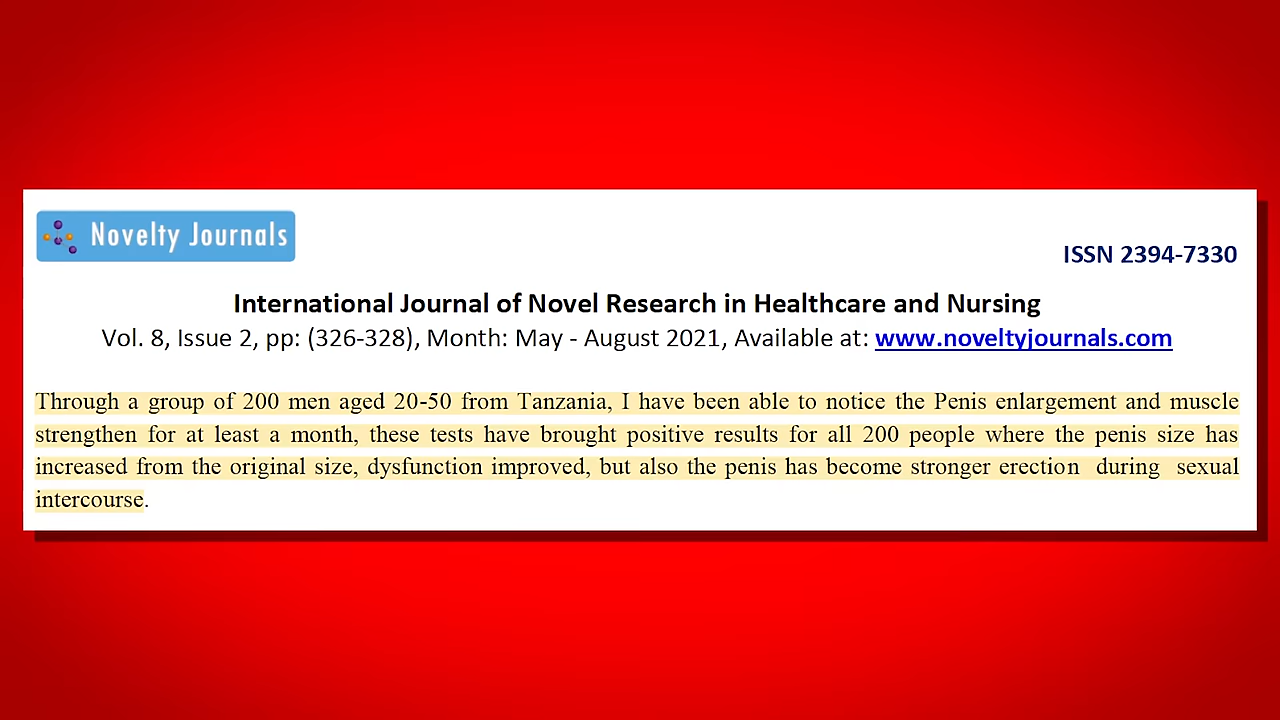 Novelty Journals
ISSN 2394-7330
International Journal of Novel Research in Healthcare and Nursing
Vol. 8, Issue 2, pp: (326-328), Month: May - August 2021, Available at: www.noveltyjournals.com
Through a group of 200 men aged 20-50 from Tanzania, I have been able to notice the Penis enlargement and muscle
strengthen for at least a month, these tests have brought positive results for all 200 people where the penis size has
increased from the original size, dysfunction improved, but also the penis has become stronger erection during sexual
intercourse.